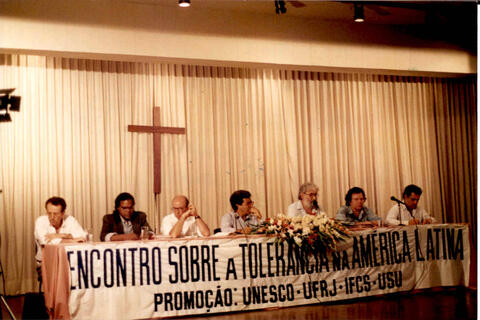 ENCONTRO SOBRE A TOLERÂNCIA NA AMÉRICA LATINA
PROMOÇÃO: UNESCO - UFRJ - IFCS - USU